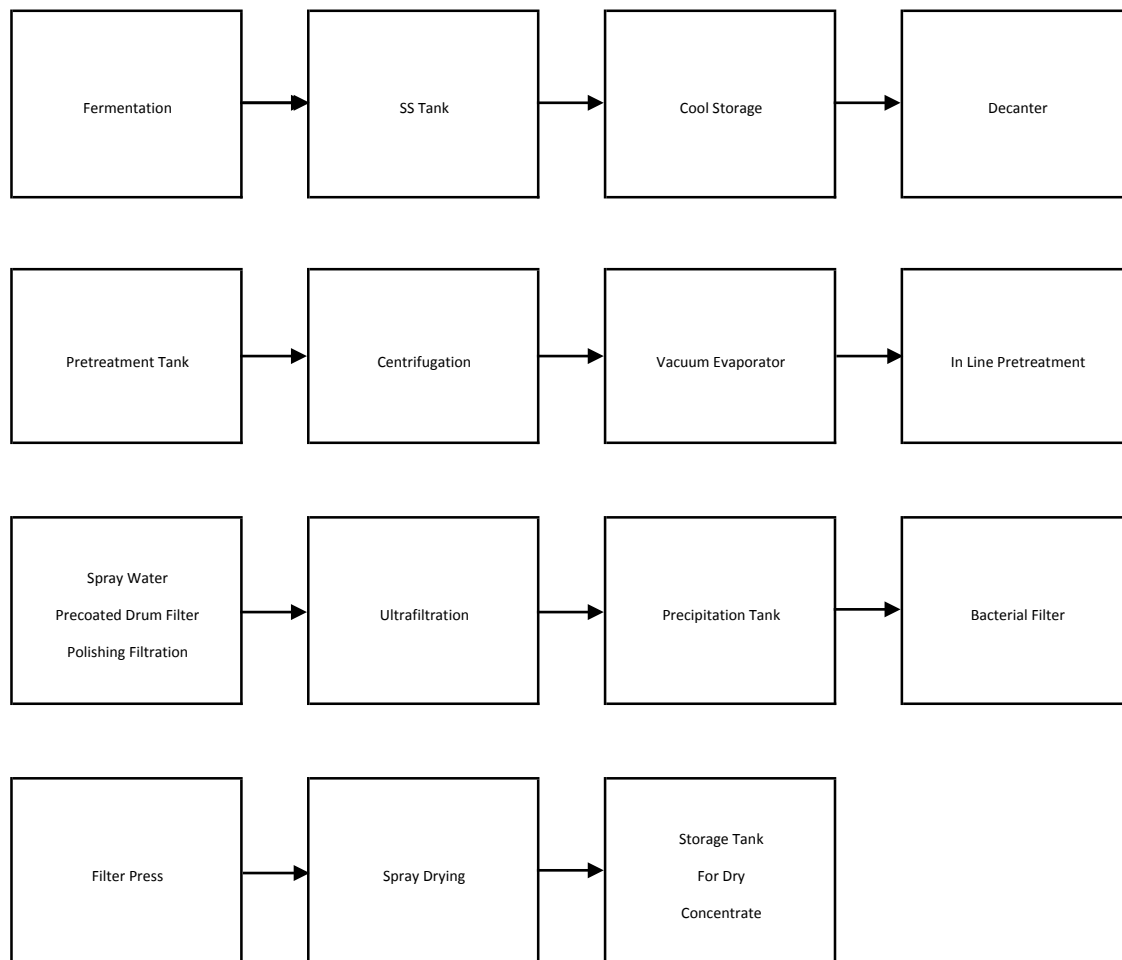 Fermentation
SS Tank
Cool Storage
Decanter
Pretreatment Tank
Centrifugation
Vacuum Evaporator
In Line Pretreatment
Spray Water
Precoated Drum Filter
Polishing Filtration
Ultrafiltration
Precipitation Tank
Bacterial Filter
Filter Press
Spray Drying
Storage Tank
For Dry
Concentrate